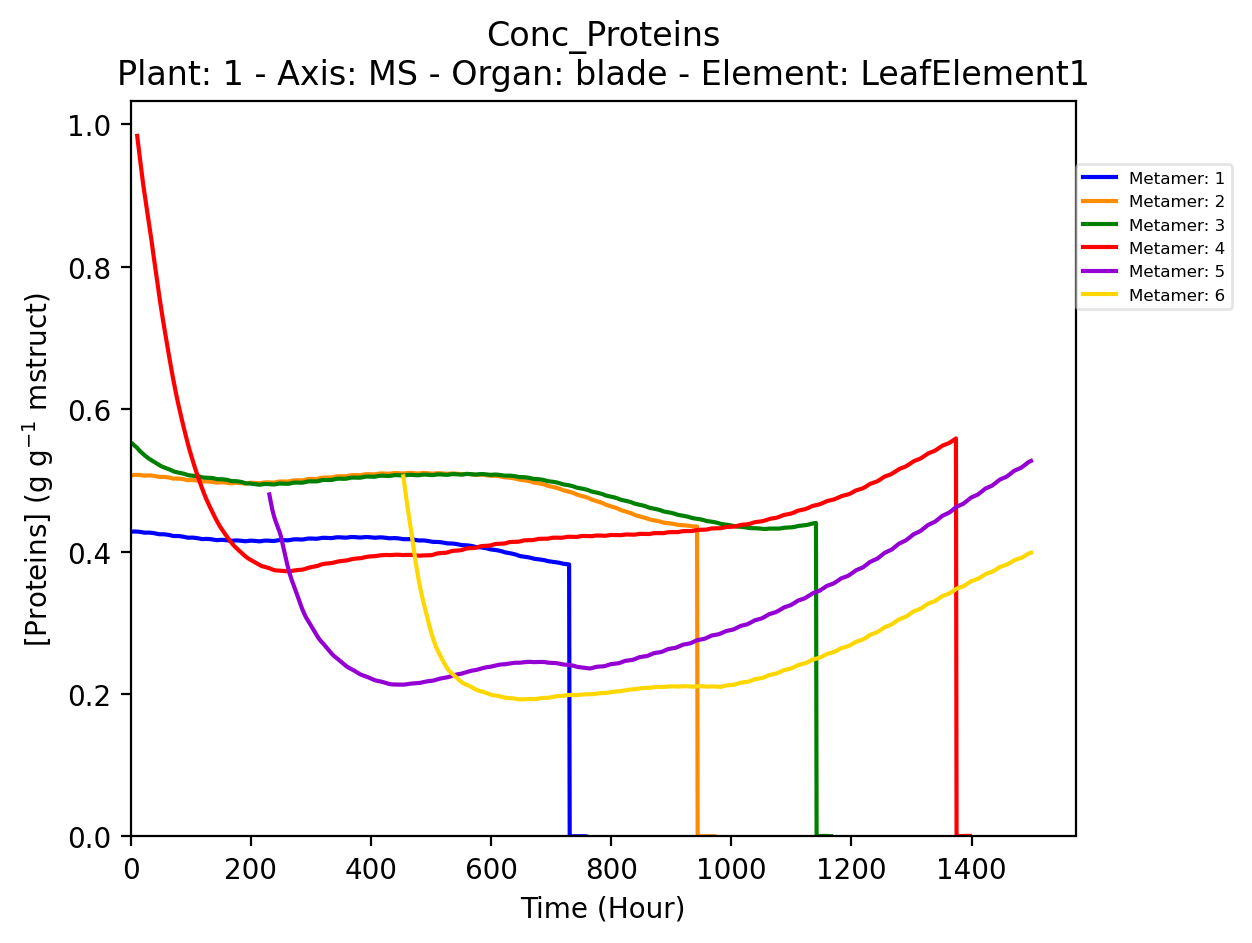 Conc_Proteins
Plant: 1 - Axis: MS - Organ: blade - Element: LeafElement1
[Proteins] (g g⁻¹ mstruct)
1.0
0.8
0.6
0.4
0.2
0.0
0 200 400 600 800 1000 1200 1400
Time (Hour)
Metamer: 1
Metamer: 2
Metamer: 3
Metamer: 4
Metamer: 5
Metamer: 6